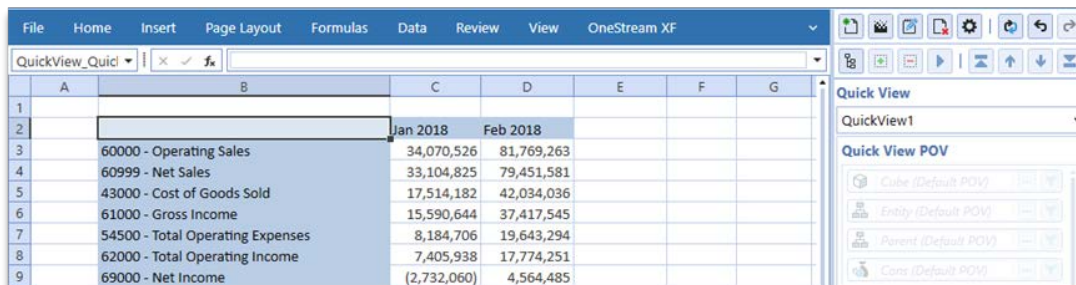 File Home Insert Page Layout Formulas Data Review View OneStream XF
QuickView_Quicl fx
A B C D E F G
Quick View
1
QuickView1
2 Jan 2018 Feb 2018
Quick View POV
3 60000 - Operating Sales 34,070,526 81,769,263
4 60999 - Net Sales 33,104,825 79,451,581
Cube (Default POV)
5 43000 - Cost of Goods Sold 17,514,182 42,034,036
Entity (Default POV)
6 61000 - Gross Income 15,590,644 37,417,545
7 54500 - Total Operating Expenses 8,184,706 19,643,294
Parent (Default POV)
8 62000 - Total Operating Income 7,405,938 17,774,251
Cons (Default POV)
9 69000 - Net Income (2,732,060) 4,564,485